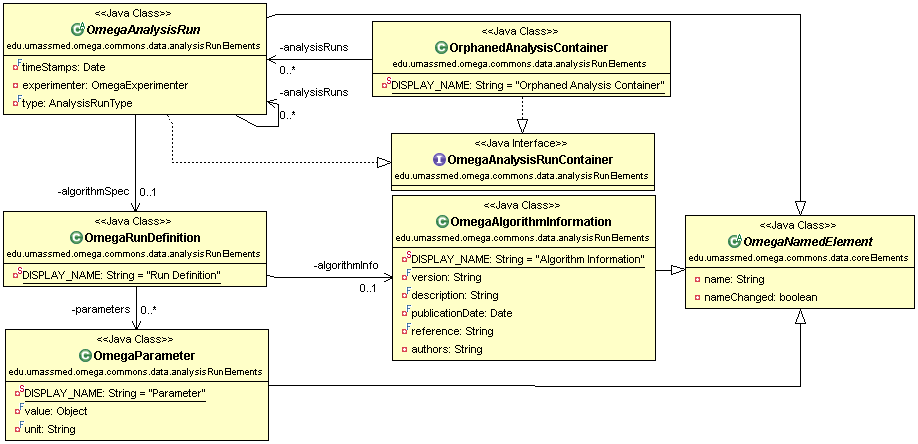 <<Java Class>>
OmegaAnalysisRun
edu.umassmed.omega.commons.data.analysisRunElements
timeStamps: Date
experimenter: OmegaExperimenter
type: AnalysisRunType
-analysisRuns
0..*
-analysisRuns
0..*
<<Java Class>>
OrphanedAnalysisContainer
edu.umassmed.omega.commons.data.analysisRunElements
DISPLAY_NAME: String = "Orphaned Analysis Container"
<<Java Interface>>
OmegaAnalysisRunContainer
edu.umassmed.omega.commons.data.analysisRunElements
-algorithmSpec
0..1
<<Java Class>>
OmegaRunDefinition
edu.umassmed.omega.commons.data.analysisRunElements
DISPLAY_NAME: String = "Run Definition"
-algorithmInfo
0..1
<<Java Class>>
OmegaAlgorithmInformation
edu.umassmed.omega.commons.data.analysisRunElements
DISPLAY_NAME: String = "Algorithm Information"
version: String
description: String
publicationDate: Date
reference: String
authors: String
<<Java Class>>
OmegaNamedElement
edu.umassmed.omega.commons.data.coreElements
name: String
nameChanged: boolean
-parameters
0..*
<<Java Class>>
OmegaParameter
edu.umassmed.omega.commons.data.analysisRunElements
DISPLAY_NAME: String = "Parameter"
value: Object
unit: String